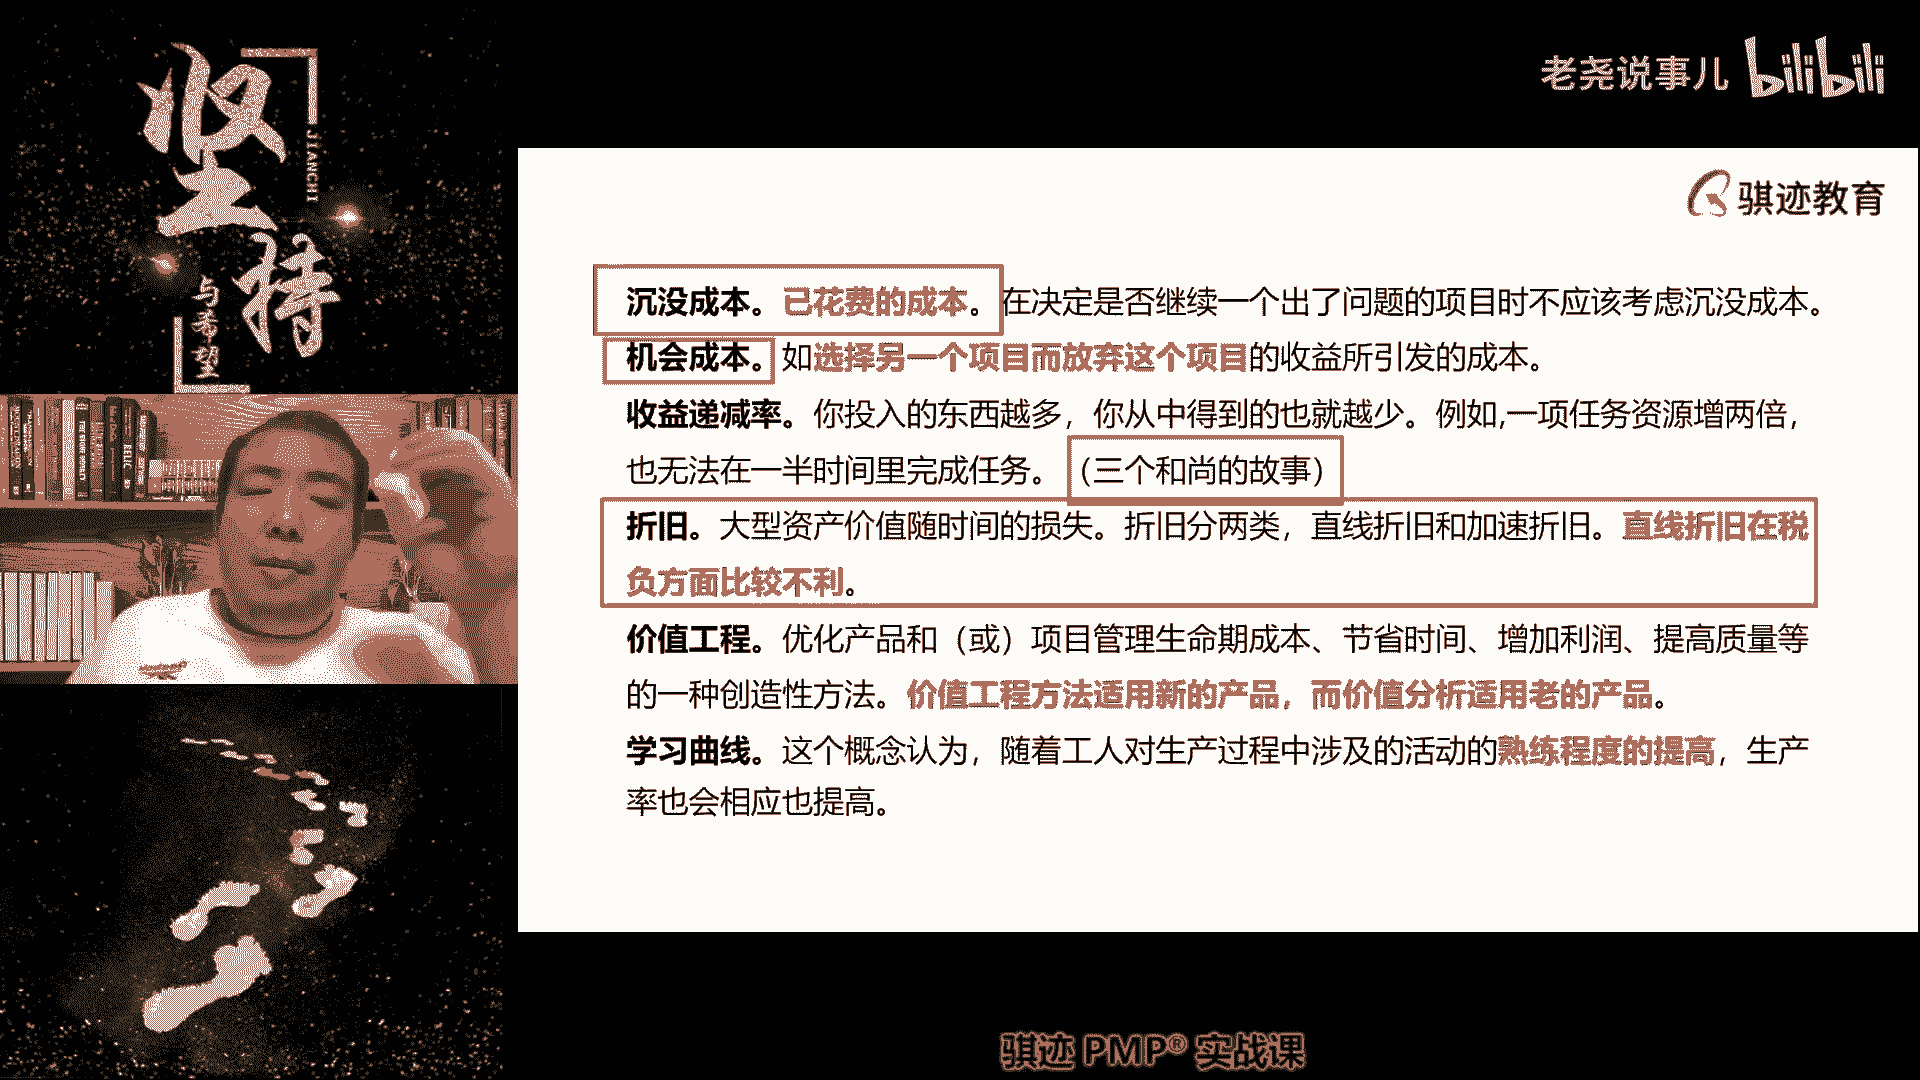 坚持
JIANCHI
与希望
老尧说事儿 bilibili
骐迹教育
沉没成本。已花费的成本。在决定是否继续一个出了问题的项目时不应该考虑沉没成本。
机会成本。如选择另一个项目而放弃这个项目的收益所引发的成本。
收益递减率。你投入的东西越多，你从中得到的也就越少。例如,一项任务资源增两倍，
也无法在一半时间里完成任务。（三个和尚的故事）
折旧。大型资产价值随时间的损失。折旧分两类，直线折旧和加速折旧。直线折旧在税
负方面比较不利。
价值工程。优化产品和（或）项目管理生命期成本、节省时间、增加利润、提高质量等
的一种创造性方法。价值工程方法适用新的产品，而价值分析适用老的产品。
学习曲线。这个概念认为，随着工人对生产过程中涉及的活动的熟练程度的提高，生产
率也会相应也提高。
骐迹 PMP® 实战课